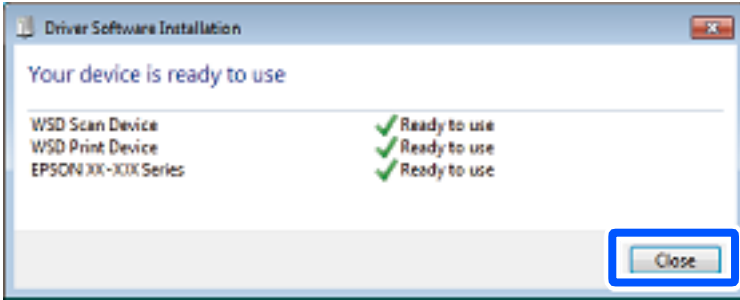 Driver Software Installation
Your device is ready to use
WSD Scan Device Ready to use
WSD Print Device Ready to use
EPSON XX-XXX Series Ready to use
Close